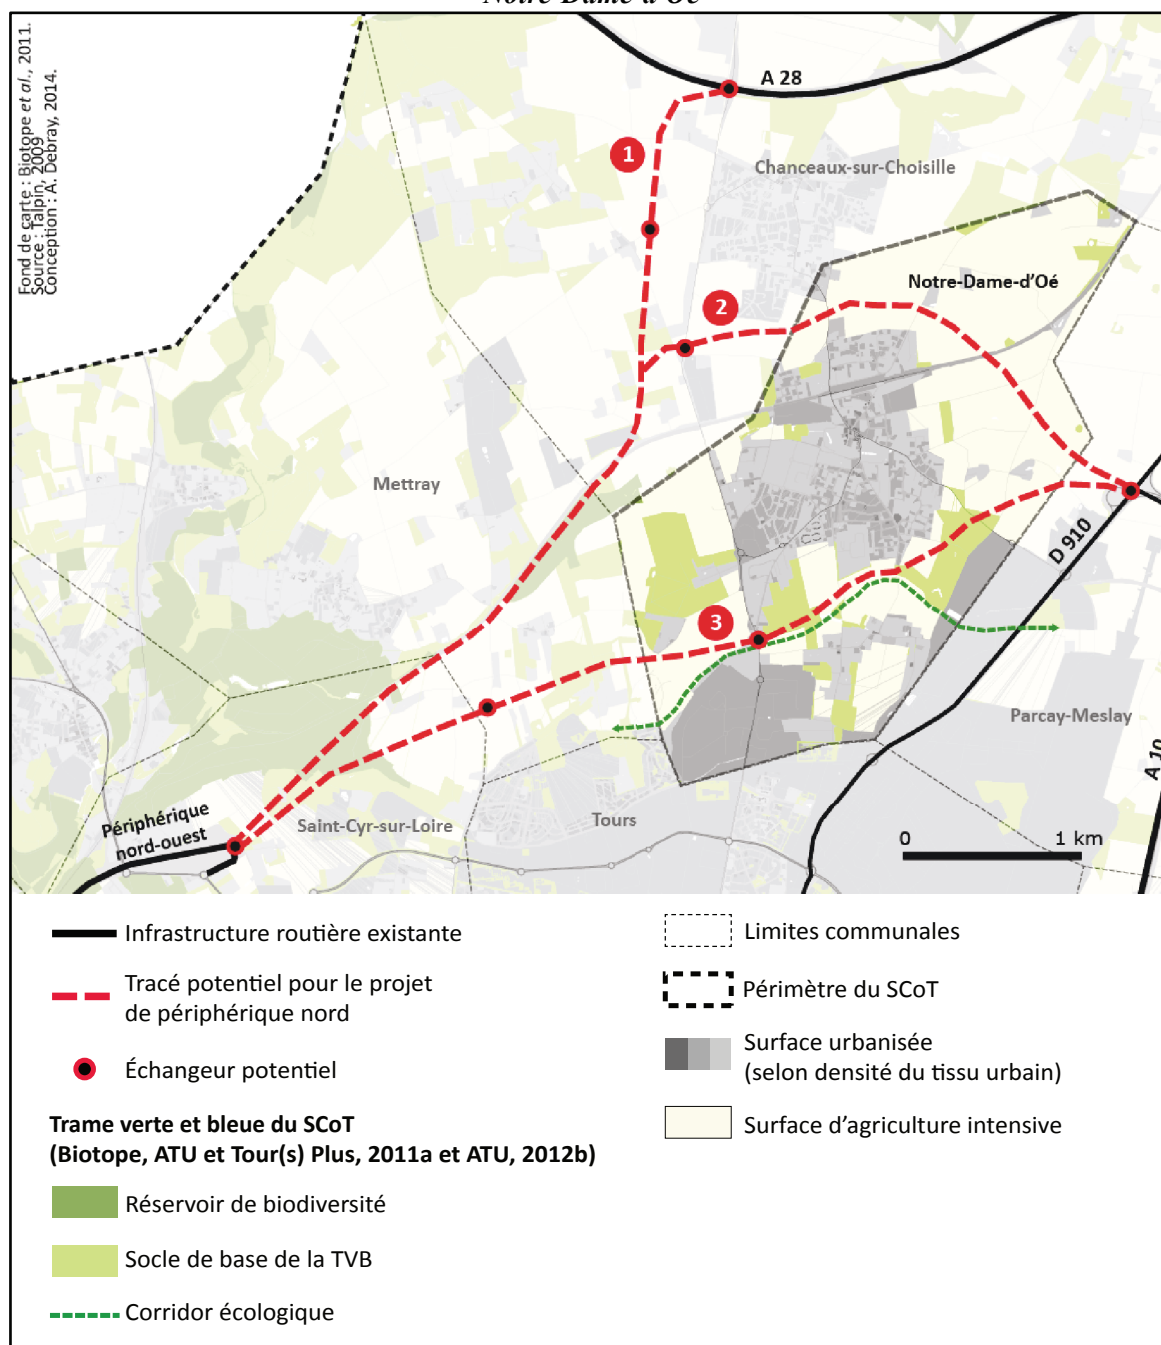 Notre-Dame-d'Oé
Fond de carte : Biotope et al., 2011.
Source : Talpin, 2009
Conception : A. Debray, 2014.
A 28
1
Chanceaux-sur-Choisille
Notre-Dame-d'Oé
2
Mettray
D 910
3
Parcay-Meslay
A 10
Périphérique
nord-ouest
Saint-Cyr-sur-Loire
Tours
0 1 km
Infrastructure routière existante
Tracé potentiel pour le projet
de périphérique nord
Échangeur potentiel
Trame verte et bleue du SCoT
(Biotope, ATU et Tour(s) Plus, 2011a et ATU, 2012b)
Réservoir de biodiversité
Socle de base de la TVB
Corridor écologique
Limites communales
Périmètre du SCoT
Surface urbanisée
(selon densité du tissu urbain)
Surface d'agriculture intensive